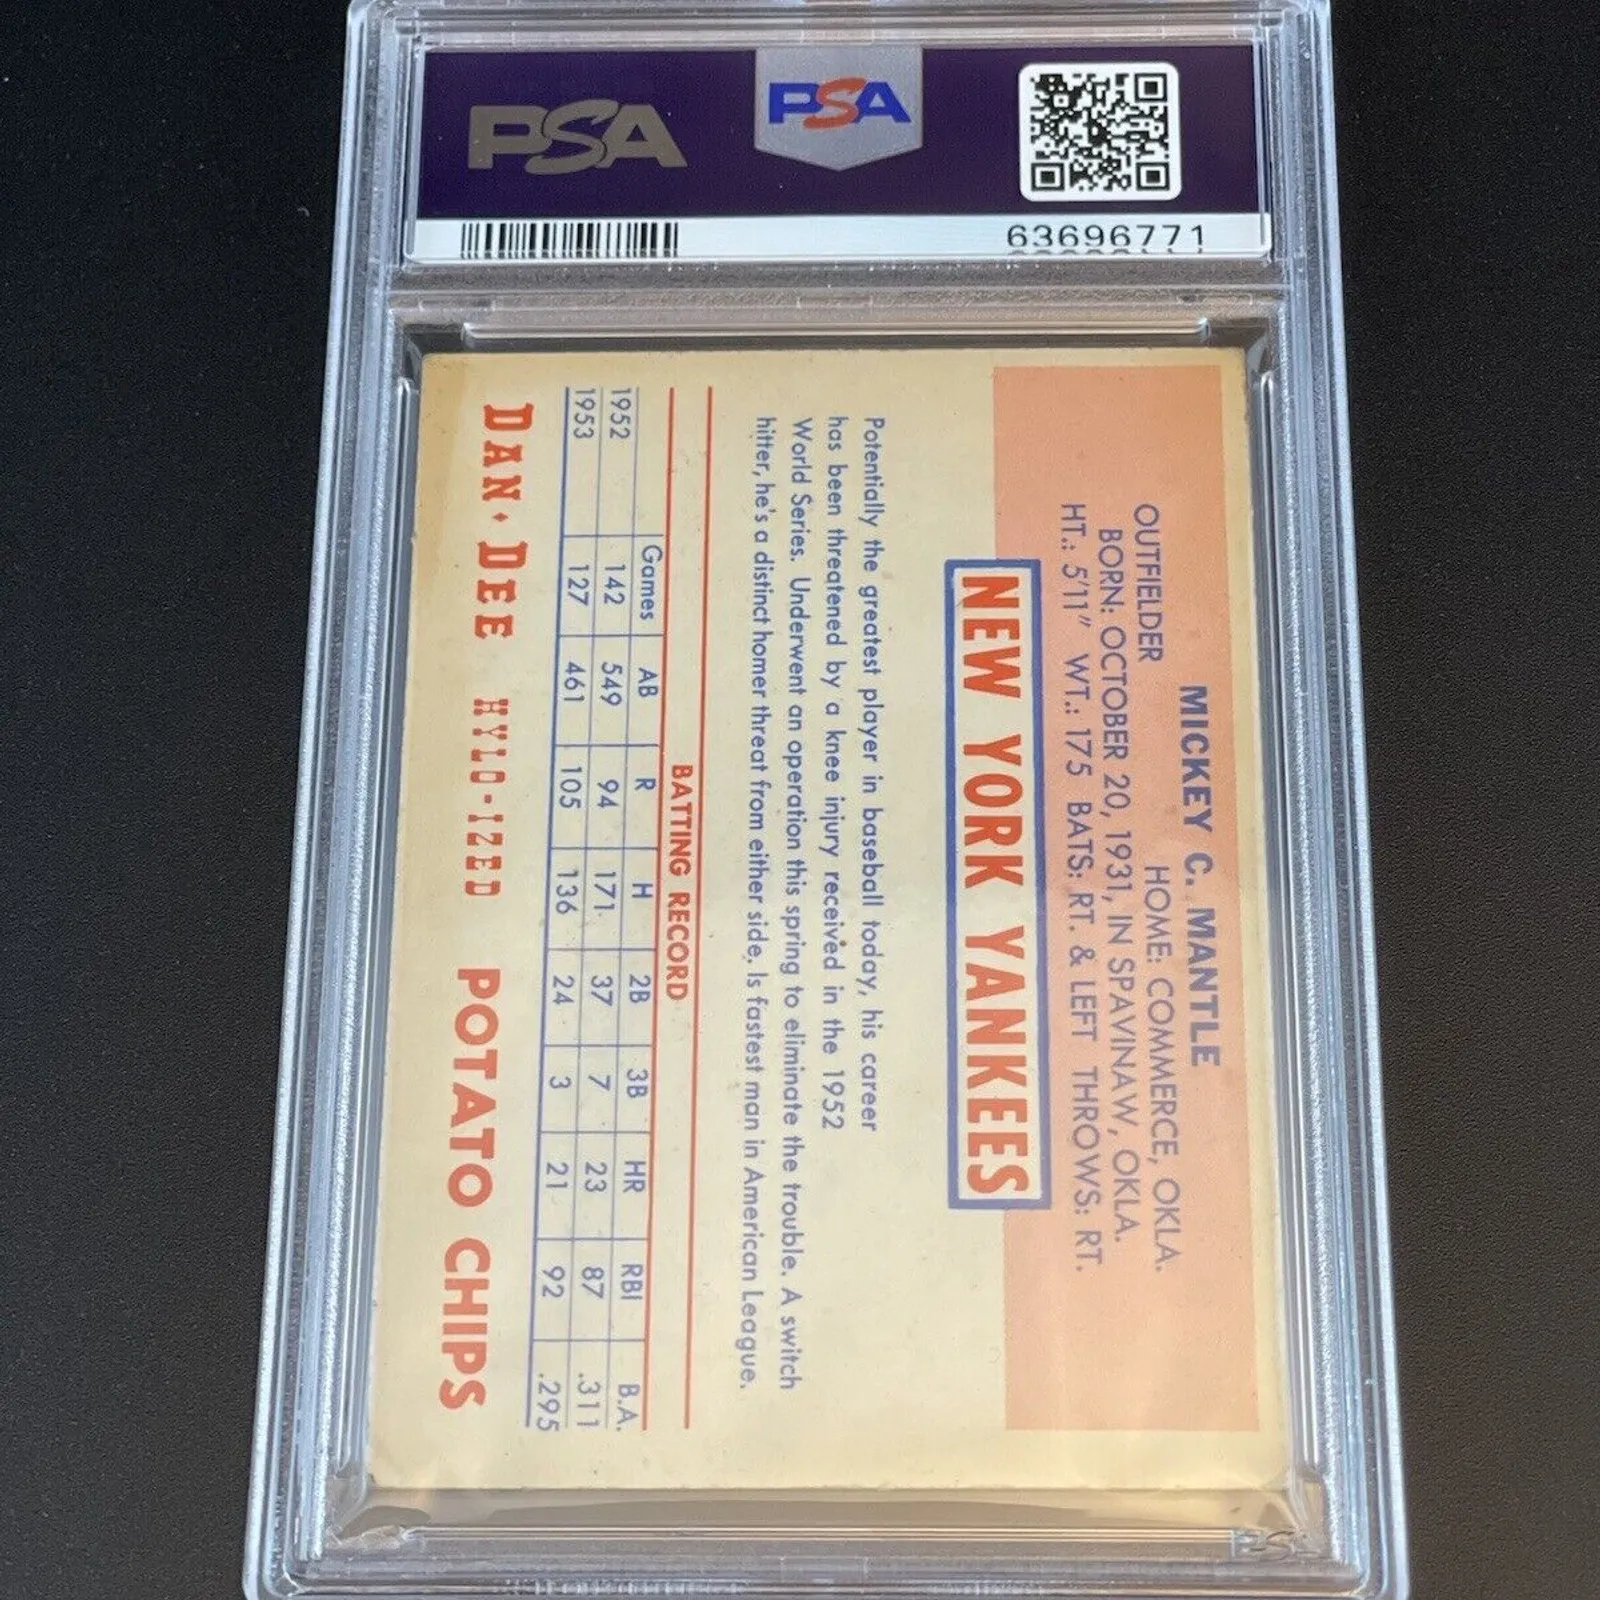 PSA
PSA
63696771
MICKEY C. MANTLE
OUTFIELDER HOME: COMMERCE, OKLA.
BORN: OCTOBER 20, 1931, IN SPAVINAW, OKLA.
HT.: 5'11" WT.: 175 BATS: RT. & LEFT THROWS: RT.
NEW YORK YANKEES
Potentially the greatest player in baseball today, his career
has been threatened by a knee injury received in the 1952
World Series. Underwent an operation this spring to eliminate the trouble. A switch
hitter, he's a distinct homer threat from either side. Is fastest man in American League.
BATTING RECORD
Games AB R H 2B 3B HR RBI B.A.
1952 142 549 94 171 37 7 23 87 .311
1953 127 461 105 136 24 3 21 92 .295
DAN·DEE HYLO-IZED POTATO CHIPS